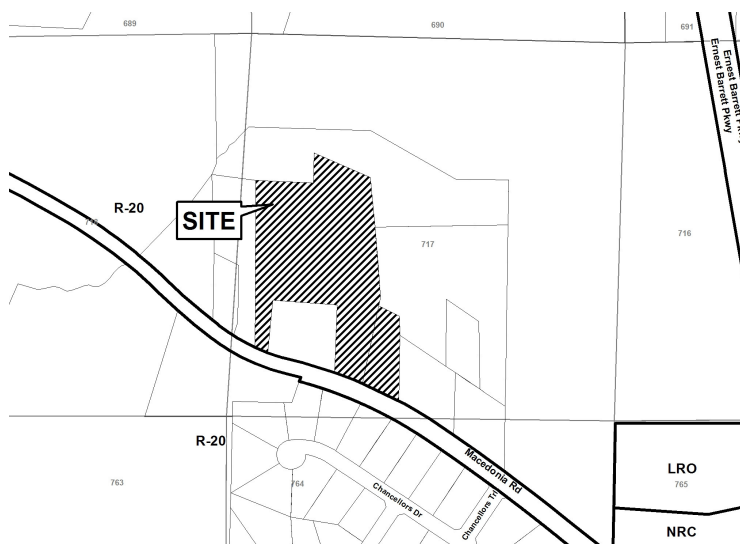 689
690
691
Ernest Barrett Pkwy
R-20
SITE
717
716
R-20
763
764
Chancellors Dr
Macedonia Rd
Chancellors Trl
LRO
765
NRC